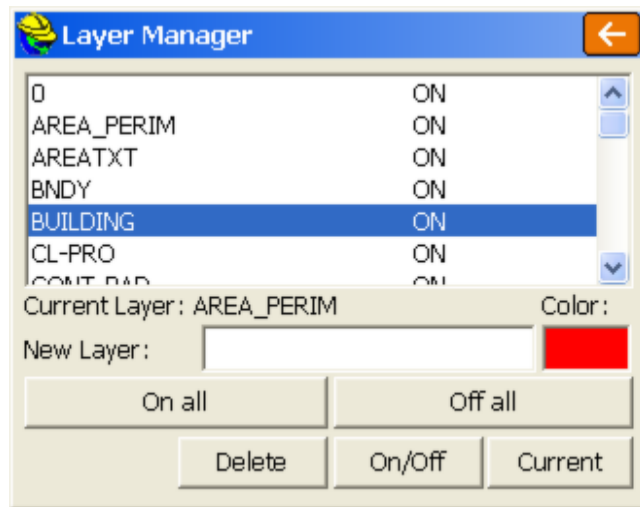 Layer Manager
0 ON
AREA_PERIM ON
AREATXT ON
BNDY ON
BUILDING ON
CL-PRO ON
Current Layer: AREA_PERIM Color:
New Layer:
On all Off all
Delete On/Off Current